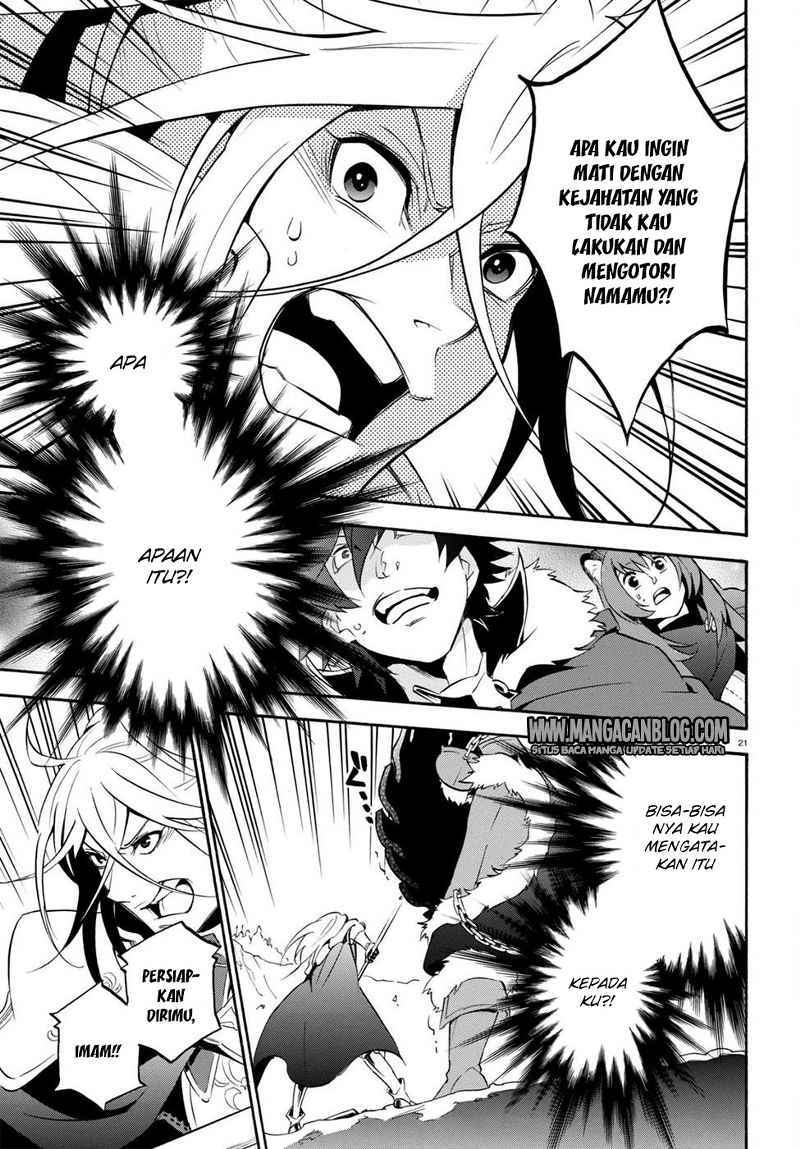 APA KAU INGIN
MATI DENGAN
KEJAHATAN YANG
TIDAK KAU
LAKUKAN DAN
MENGOTORI
NAMAMU?!
APA
APAAN
ITU?!
WWW.MANGACANBLOG.COM
SITUS BACA MANGA UPDATE SETIAP HARI
21
BISA-BISA
NYA KAU
MENGATA-
KAN ITU
KEPADA
KU?!
PERSIAP-
KAN
DIRIMU,
IMAM!!